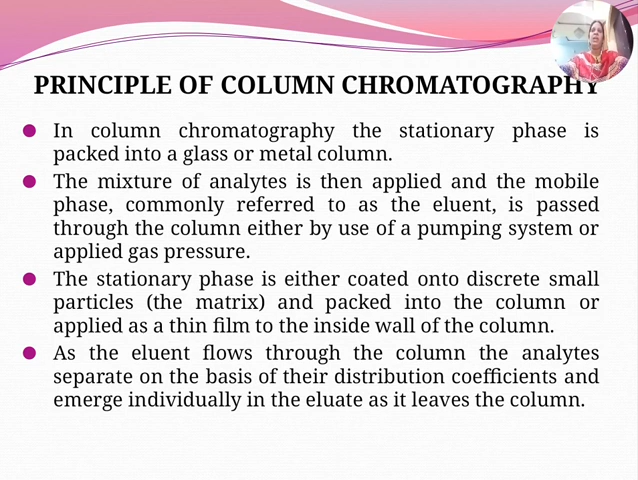 PRINCIPLE OF COLUMN CHROMATOGRAPHY
In column chromatography the stationary phase is
packed into a glass or metal column.
The mixture of analytes is then applied and the mobile
phase, commonly referred to as the eluent, is passed
through the column either by use of a pumping system or
applied gas pressure.
The stationary phase is either coated onto discrete small
particles (the matrix) and packed into the column or
applied as a thin film to the inside wall of the column.
As the eluent flows through the column the analytes
separate on the basis of their distribution coefficients and
emerge individually in the eluate as it leaves the column.